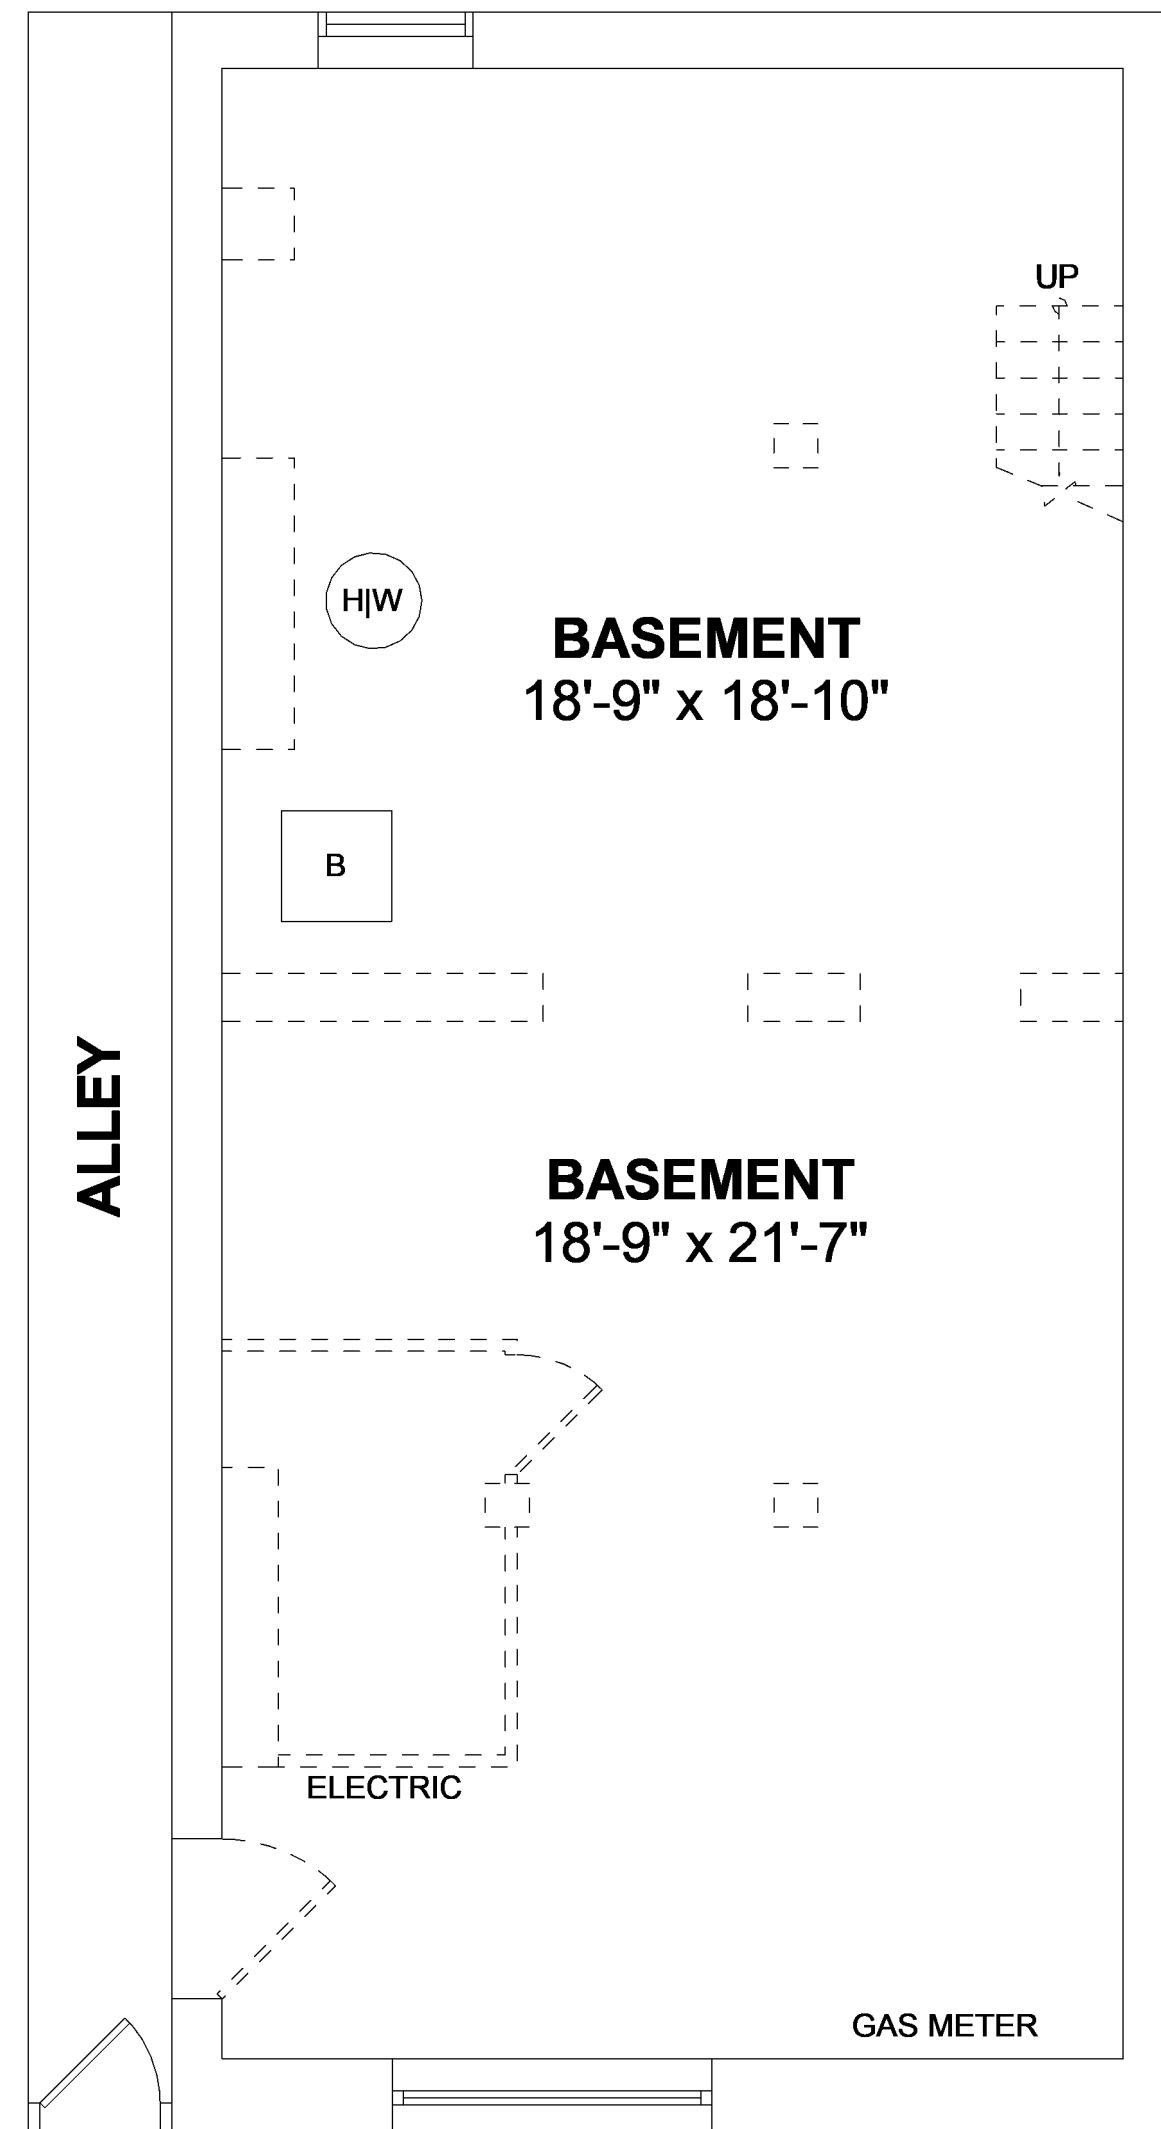 UP
H|W
BASEMENT
18'-9" x 18'-10"
B
ALLEY
BASEMENT
18'-9" x 21'-7"
ELECTRIC
GAS METER